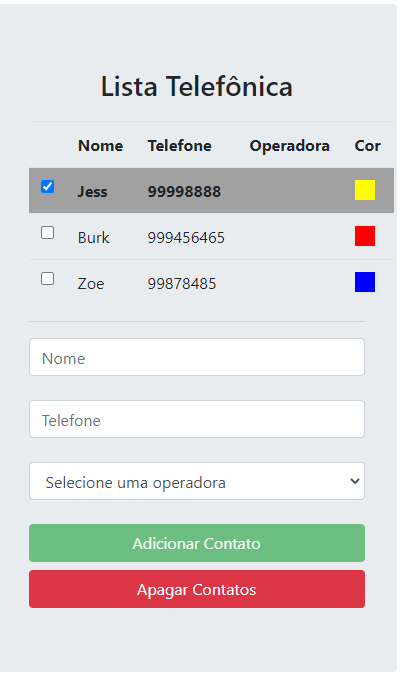 Lista Telefônica
Nome Telefone Operadora Cor
Jess 99998888
Burk 999456465
Zoe 99878485
Nome
Telefone
Selecione uma operadora
Adicionar Contato
Apagar Contatos